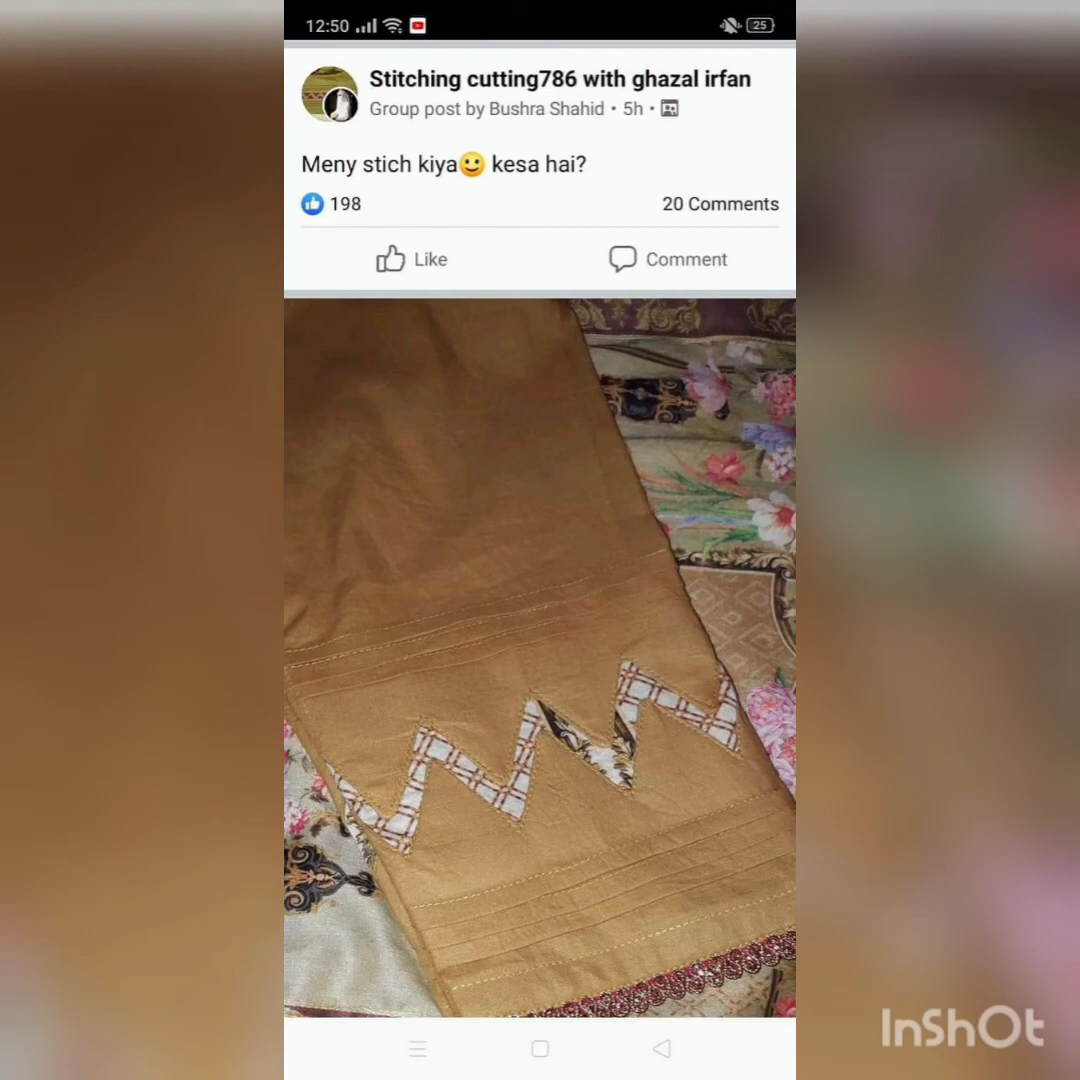 12:50 25
Stitching cutting786 with ghazal irfan
Group post by Bushra Shahid • 5h •
Meny stich kiya🙂 kesa hai?
198 20 Comments
Like Comment
InShOt